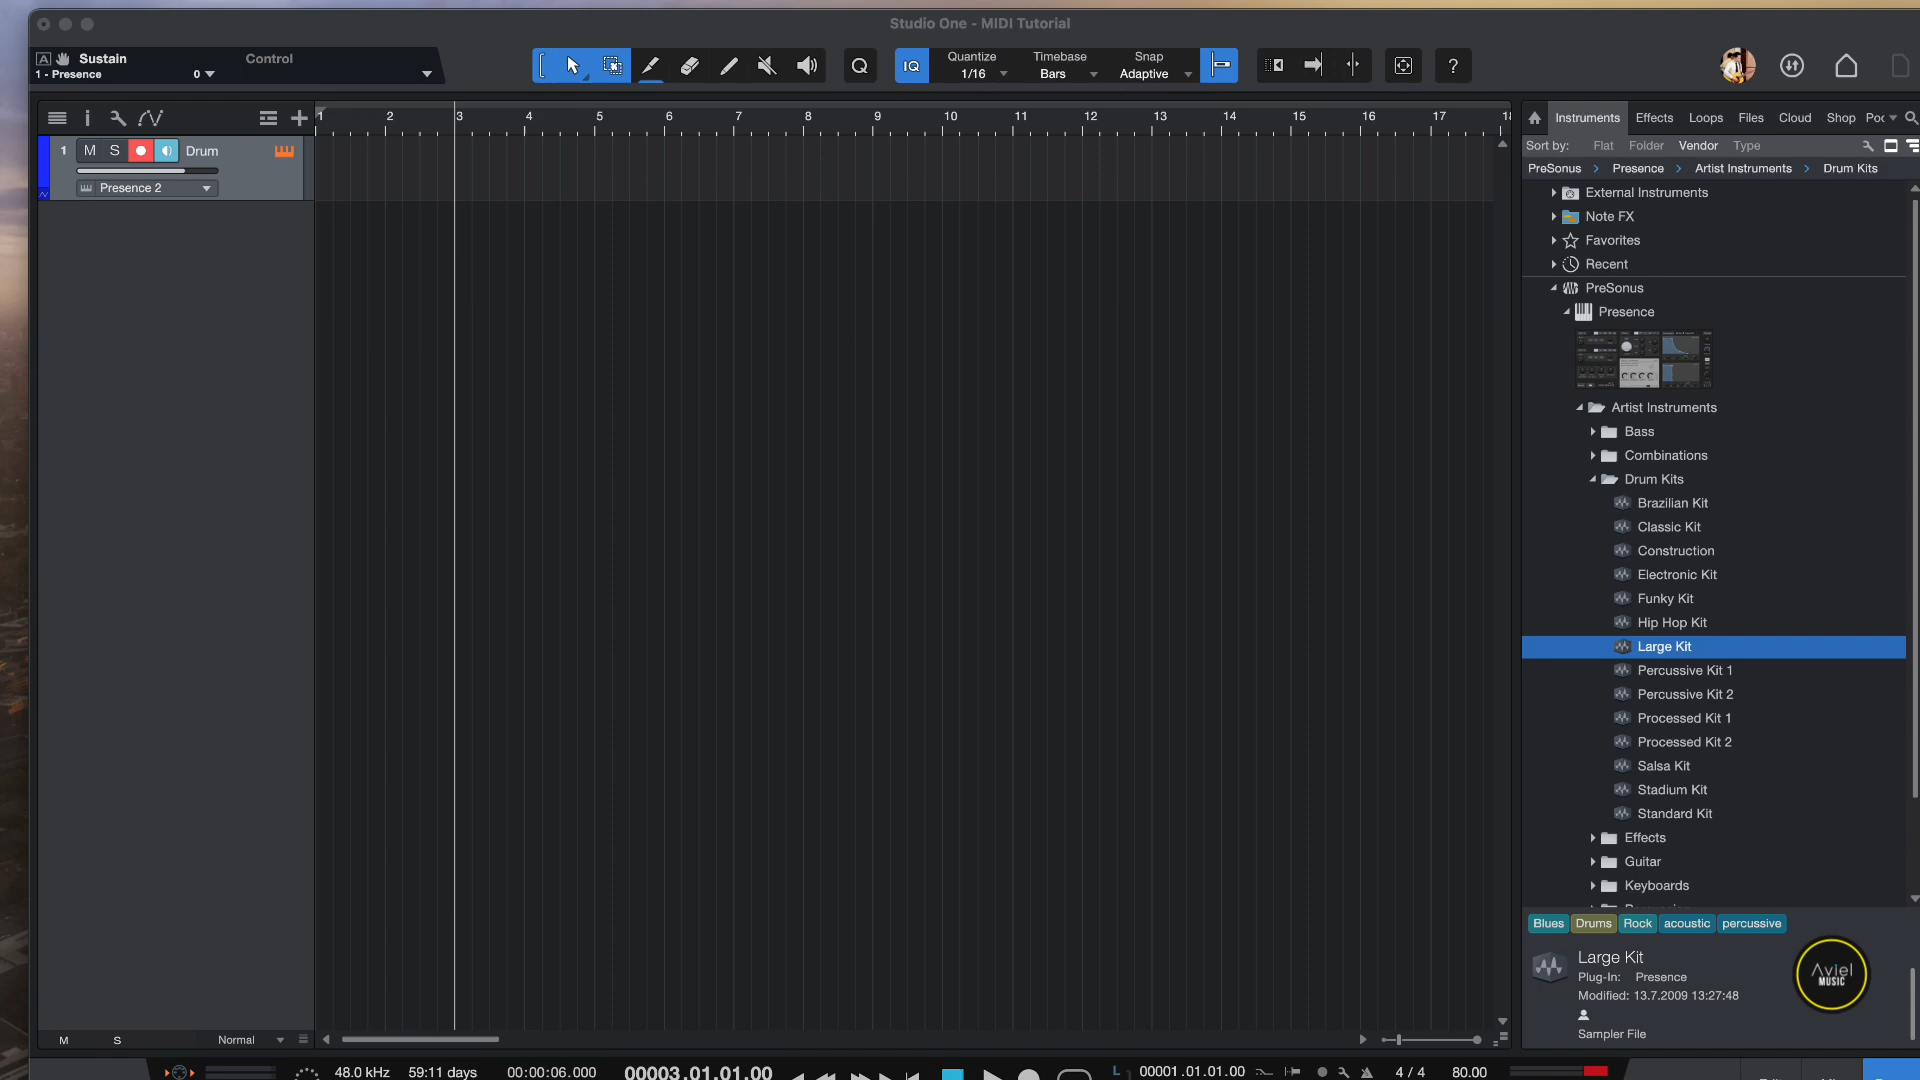 Studio One - MIDI Tutorial
A Sustain Control
1 - Presence 0
Q IQ Quantize 1/16 Timebase Bars Snap Adaptive ?
Instruments Effects Loops Files Cloud Shop
Sort by: Flat Folder Vendor Type
PreSonus > Presence > Artist Instruments > Drum Kits
1 2 3 4 5 6 7 8 9 10 11 12 13 14 15 16 17
1 M S Drum
Presence 2
External Instruments
Note FX
Favorites
Recent
PreSonus
Presence
Artist Instruments
Bass
Combinations
Drum Kits
Brazilian Kit
Classic Kit
Construction
Electronic Kit
Funky Kit
Hip Hop Kit
Large Kit
Percussive Kit 1
Percussive Kit 2
Processed Kit 1
Processed Kit 2
Salsa Kit
Stadium Kit
Standard Kit
Effects
Guitar
Keyboards
Blues Drums Rock acoustic percussive
Large Kit
Plug-In: Presence
Modified: 13.7.2009 13:27:48
Sampler File
Aviel
MUSIC
M S Normal
48.0 kHz 59:11 days 00:00:06.000 00003.01.01.00 L 00001.01.01.00 4 / 4 80.00